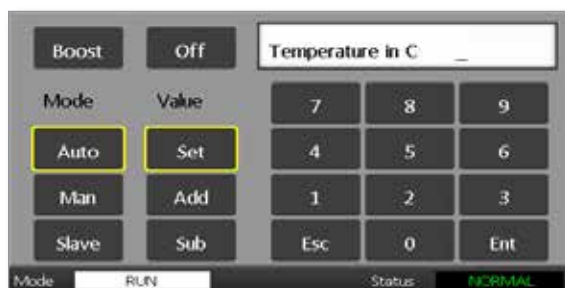 Boost Off Temperature in C _
Mode Value 7 8 9
Auto Set 4 5 6
Man Add 1 2 3
Slave Sub Esc 0 Ent
Mode RUN Status NORMAL